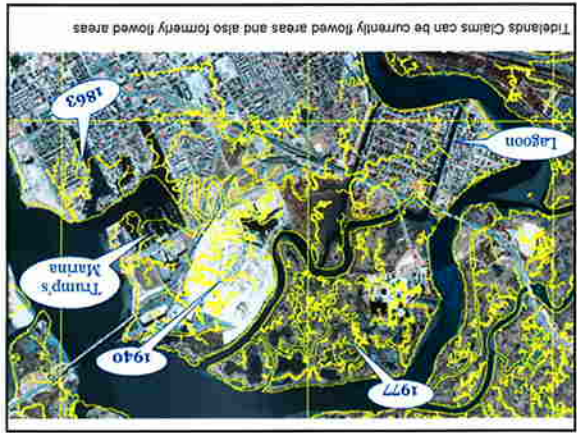 1977
1940
Trump's
Marina
Lagoon
1863
Tidelands Claims can be currently flowed areas and also formerly flowed areas